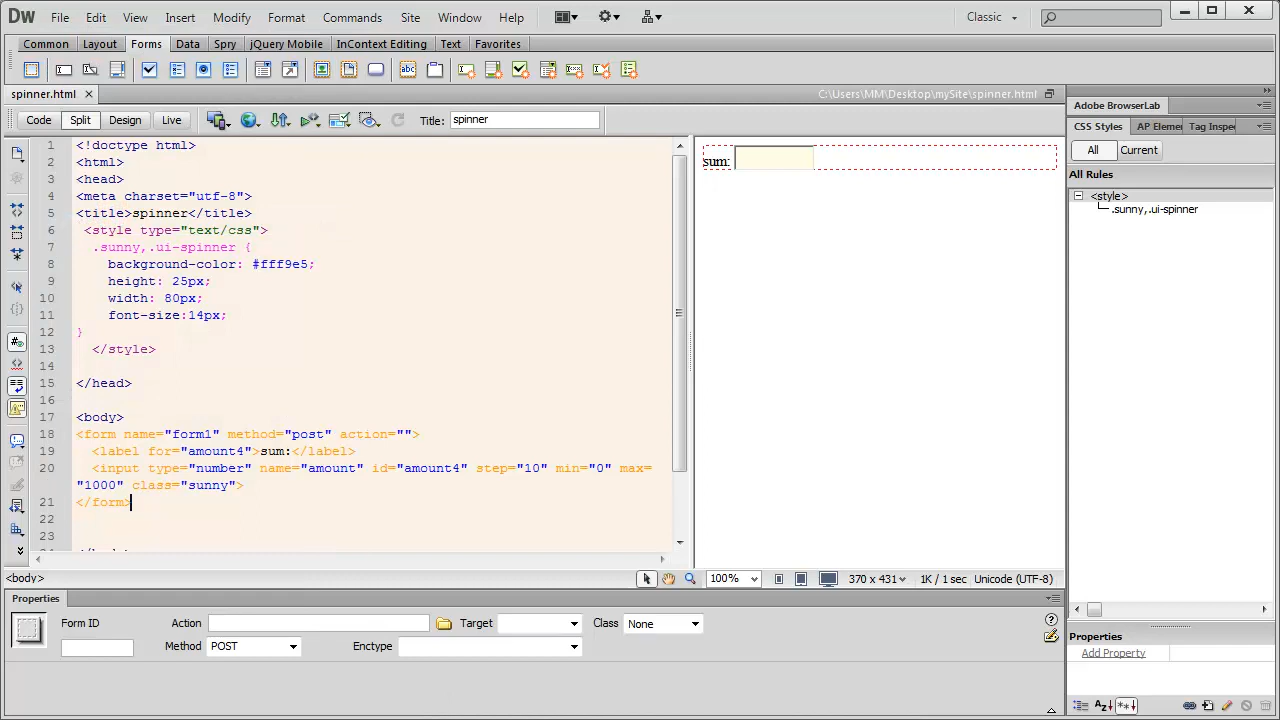 Dw File Edit View Insert Modify Format Commands Site Window Help Classic
Common Layout Forms Data Spry jQuery Mobile InContext Editing Text Favorites
spinner.html C:\Users\MM\Desktop\mySite\spinner.html
Code Split Design Live Title: spinner
1 <!doctype html>
2 <html>
3 <head>
4 <meta charset="utf-8">
5 <title>spinner</title>
6 <style type="text/css">
7 .sunny,.ui-spinner {
8 background-color: #fff9e5;
9 height: 25px;
10 width: 80px;
11 font-size:14px;
12 }
13 </style>
14
15 </head>
16
17 <body>
18 <form name="form1" method="post" action="">
19 <label for="amount4">sum:</label>
20 <input type="number" name="amount" id="amount4" step="10" min="0" max=
"1000" class="sunny">
21 </form>
22
23
sum:
Adobe BrowserLab
CSS Styles AP Elemer Tag Inspec
All Current
All Rules
<style>
.sunny,.ui-spinner
<body> 100% 370 x 431 1K / 1 sec Unicode (UTF-8)
Properties
Form ID Action Target Class None
Method POST Enctype
Properties
Add Property